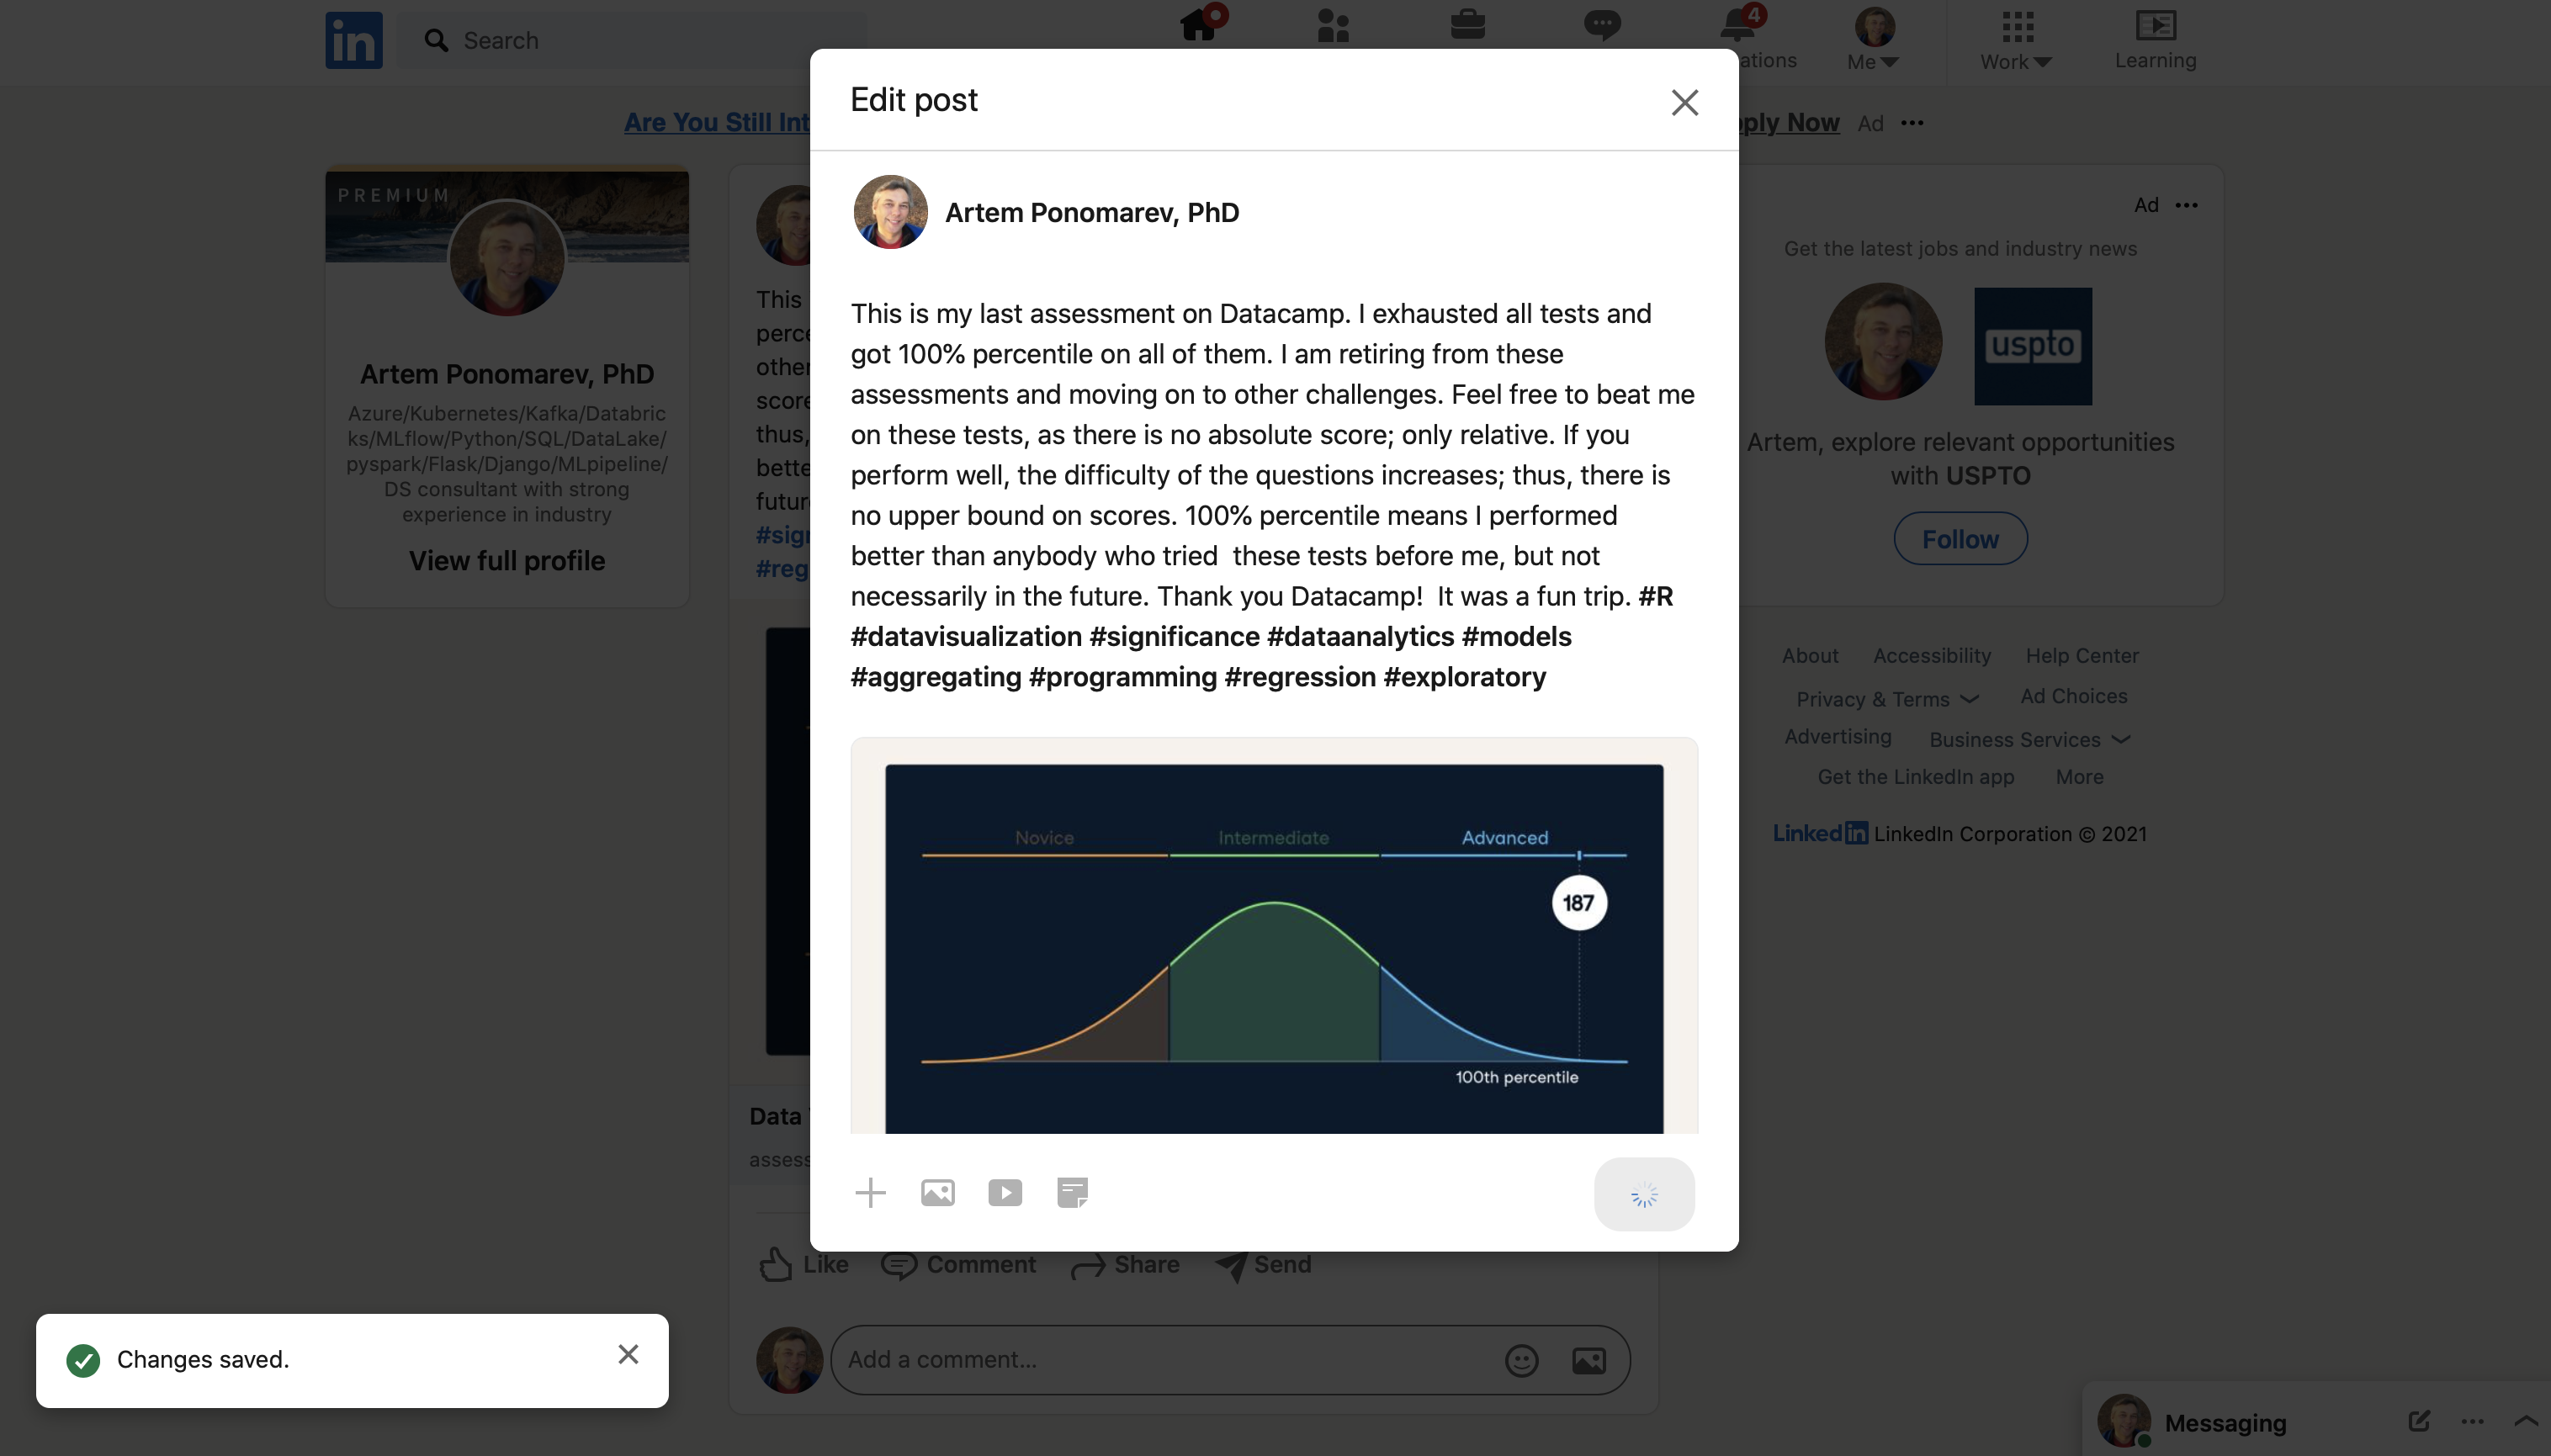 in
Search
4
ations
Me
Work
Learning
Edit post
Are You Still Int
pply Now
Ad
PREMIUM
Artem Ponomarev, PhD
Azure/Kubernetes/Kafka/Databric
ks/MLflow/Python/SQL/DataLake/
pyspark/Flask/Django/MLpipeline/
DS consultant with strong
experience in industry
View full profile
This
perce
other
score
thus,
bette
futur
#sign
#reg
Data
assess
Artem Ponomarev, PhD
This is my last assessment on Datacamp. I exhausted all tests and
got 100% percentile on all of them. I am retiring from these
assessments and moving on to other challenges. Feel free to beat me
on these tests, as there is no absolute score; only relative. If you
perform well, the difficulty of the questions increases; thus, there is
no upper bound on scores. 100% percentile means I performed
better than anybody who tried  these tests before me, but not
necessarily in the future. Thank you Datacamp!  It was a fun trip. #R
#datavisualization #significance #dataanalytics #models
#aggregating #programming #regression #exploratory
Novice
Intermediate
Advanced
187
100th percentile
Like
Comment
Share
Send
Add a comment...
Ad
Get the latest jobs and industry news
uspto
Artem, explore relevant opportunities
with USPTO
Follow
About Accessibility Help Center
Privacy & Terms Ad Choices
Advertising Business Services
Get the LinkedIn app More
LinkedIn LinkedIn Corporation © 2021
Changes saved.
Messaging